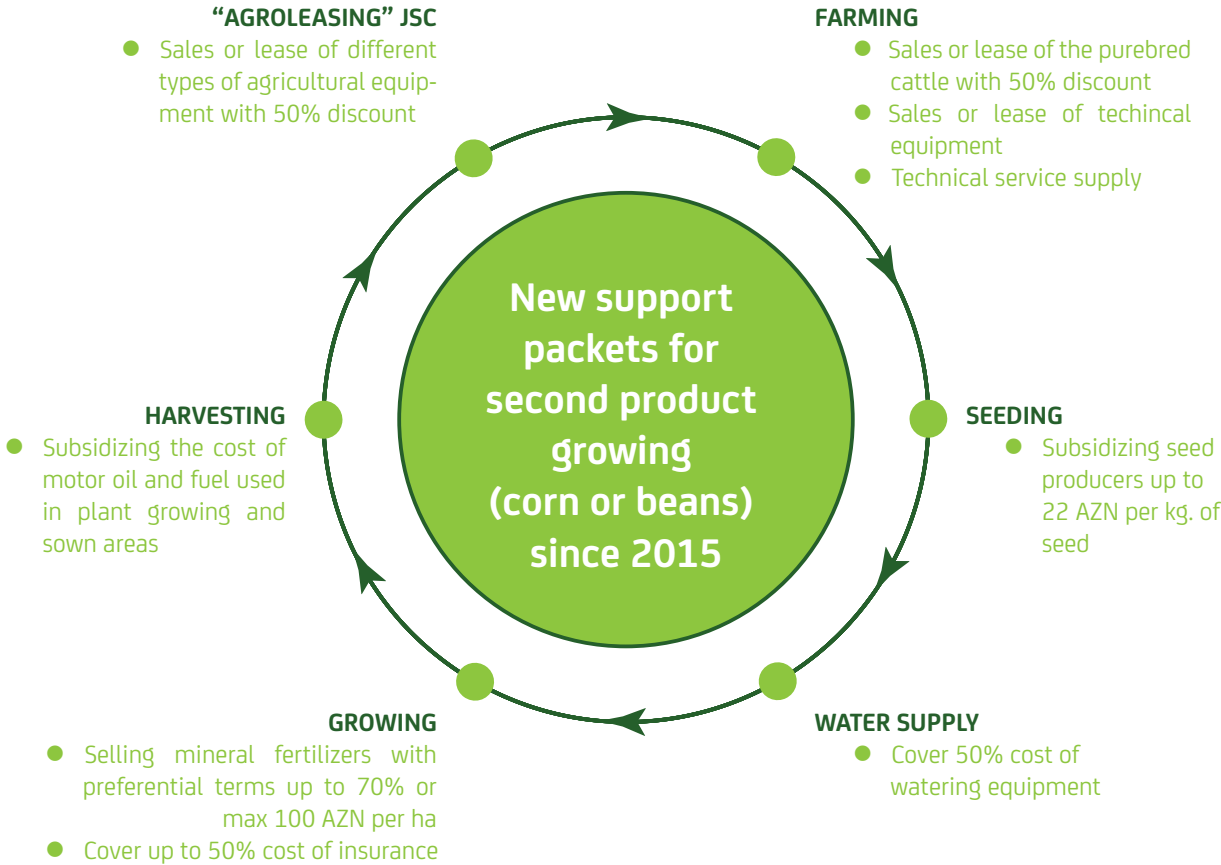 “AGROLEASING” JSC
Sales or lease of different
types of agricultural equip-
ment with 50% discount
FARMING
Sales or lease of the purebred
cattle with 50% discount
Sales or lease of techincal
equipment
Technical service supply
New support
packets for
second product
growing
(corn or beans)
since 2015
HARVESTING
Subsidizing the cost of
motor oil and fuel used
in plant growing and
sown areas
SEEDING
Subsidizing seed
producers up to
22 AZN per kg. of
seed
GROWING
Selling mineral fertilizers with
preferential terms up to 70% or
max 100 AZN per ha
Cover up to 50% cost of insurance
WATER SUPPLY
Cover 50% cost of
watering equipment